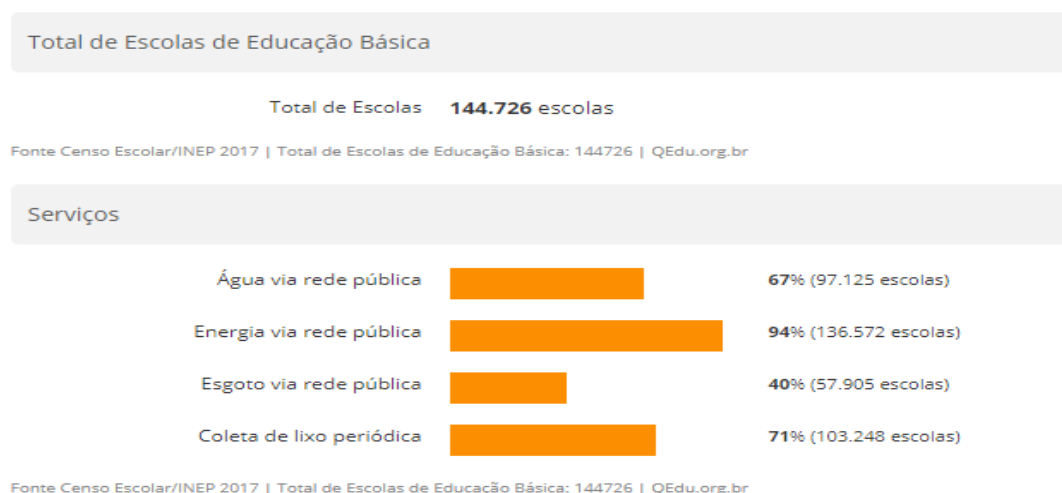 Total de Escolas de Educação Básica
Total de Escolas 144.726 escolas
Fonte Censo Escolar/INEP 2017 | Total de Escolas de Educação Básica: 144726 | QEdu.org.br
Serviços
Água via rede pública 67% (97.125 escolas)
Energia via rede pública 94% (136.572 escolas)
Esgoto via rede pública 40% (57.905 escolas)
Coleta de lixo periódica 71% (103.248 escolas)
Fonte Censo Escolar/INEP 2017 | Total de Escolas de Educação Básica: 144726 | QEdu.org.br